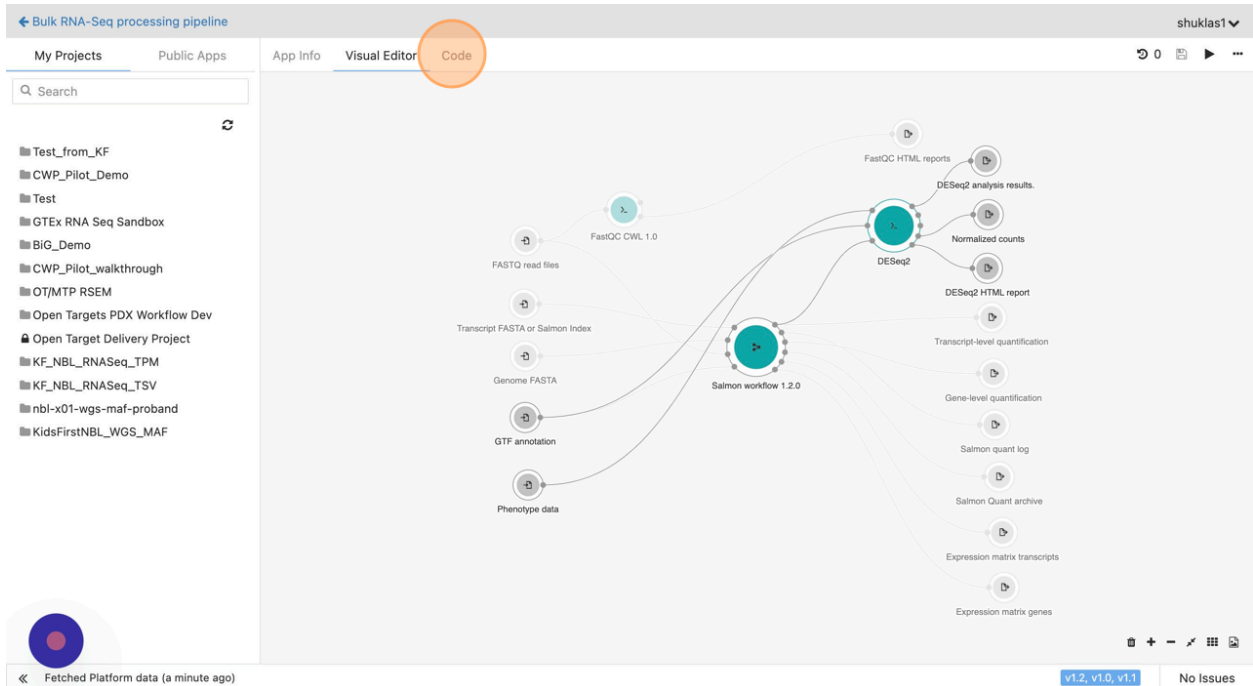 Bulk RNA-Seq processing pipeline
shuklas1
My Projects
Public Apps
App Info
Visual Editor
Code
0
Search
Test_from_KF
CWP_Pilot_Demo
Test
GTEx RNA Seq Sandbox
BiG_Demo
CWP_Pilot_walkthrough
OT/MTP RSEM
Open Targets PDX Workflow Dev
Open Target Delivery Project
KF_NBL_RNASeq_TPM
KF_NBL_RNASeq_TSV
nbl-x01-wgs-maf-proband
KidsFirstNBL_WGS_MAF
FastQC HTML reports
DESeq2 analysis results.
FastQC CWL 1.0
Normalized counts
FASTQ read files
DESeq2
DESeq2 HTML report
Transcript FASTA or Salmon Index
Transcript-level quantification
Genome FASTA
Salmon workflow 1.2.0
Gene-level quantification
GTF annotation
Salmon quant log
Salmon Quant archive
Phenotype data
Expression matrix transcripts
Expression matrix genes
Fetched Platform data (a minute ago)
v1.2, v1.0, v1.1
No Issues